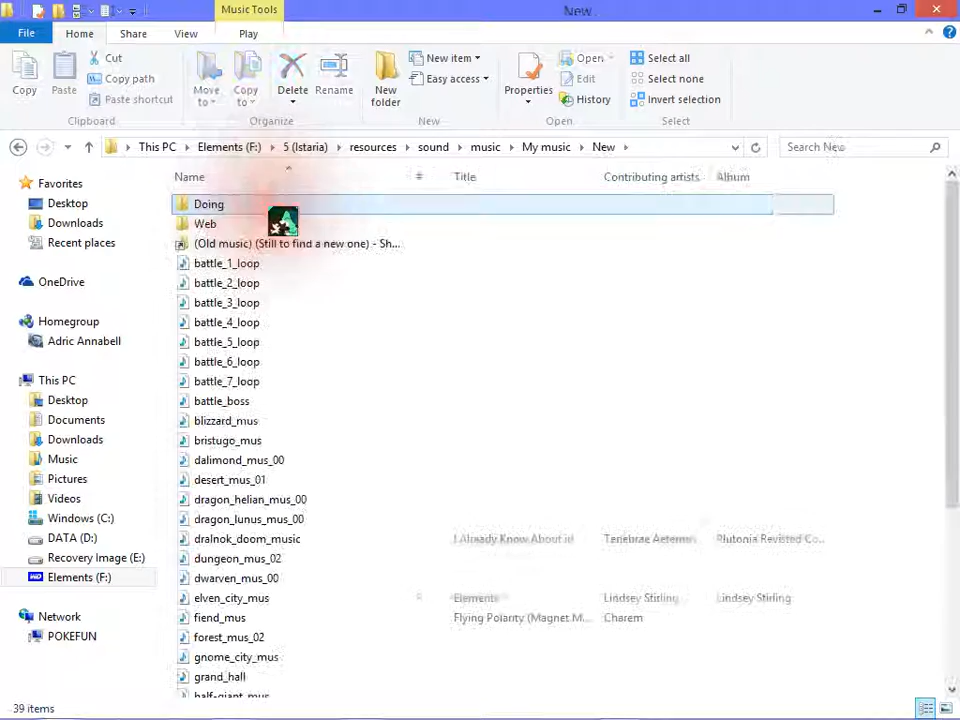 Music Tools
New
File
Home
Share
View
Play
Copy
Paste
Cut
Copy path
Paste shortcut
Clipboard
Move to
Copy to
Delete
Rename
Organize
New folder
New item
Easy access
New
Properties
Open
Edit
History
Open
Select all
Select none
Invert selection
Select
This PC
Elements (F:)
5 (Istaria)
resources
sound
music
My music
New
Search New
Name
#
Title
Contributing artists
Album
Favorites
Desktop
Downloads
Recent places
OneDrive
Homegroup
Adric Annabell
This PC
Desktop
Documents
Downloads
Music
Pictures
Videos
Windows (C:)
DATA (D:)
Recovery Image (E:)
Elements (F:)
Network
POKEFUN
Doing
Web
(Old music) (Still to find a new one) - Sh...
battle_1_loop
battle_2_loop
battle_3_loop
battle_4_loop
battle_5_loop
battle_6_loop
battle_7_loop
battle_boss
blizzard_mus
bristugo_mus
dalimond_mus_00
desert_mus_01
dragon_helian_mus_00
dragon_lunus_mus_00
dralnok_doom_music I Already Know About it Tenebrae Aeternus Plutonia Revisted Co...
dungeon_mus_02
dwarven_mus_00
elven_city_mus Elements Lindsey Stirling Lindsey Stirling
fiend_mus Flying Polarity (Magnet M... Charem
forest_mus_02
gnome_city_mus
grand_hall
half-giant_mus
39 items